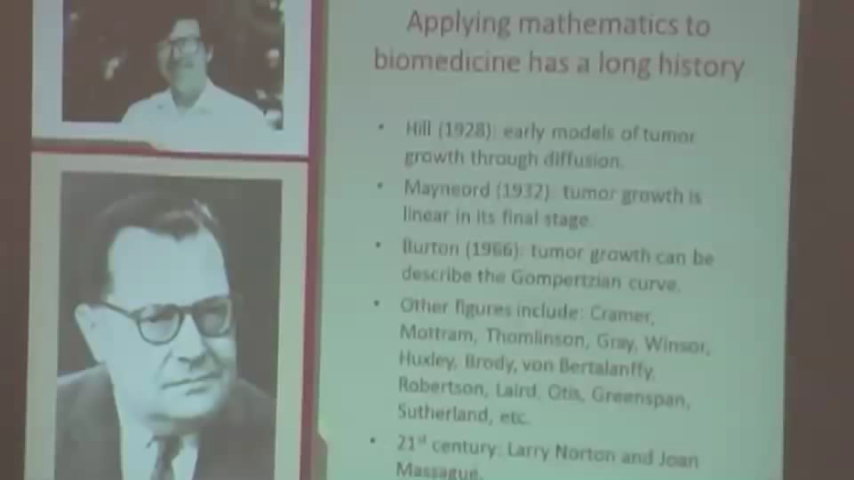 Applying mathematics to
biomedicine has a long history
• Hill (1928): early models of tumor
growth through diffusion.
• Mayneord (1932): tumor growth is
linear in its final stage.
• Burton (1966): tumor growth can be
describe the Gompertzian curve.
• Other figures include: Cramer,
Mottram, Thomlinson, Gray, Winsor,
Huxley, Brody, von Bertalanffy,
Robertson, Laird, Otis, Greenspan,
Sutherland, etc.
• 21st century: Larry Norton and Joan
Massague.